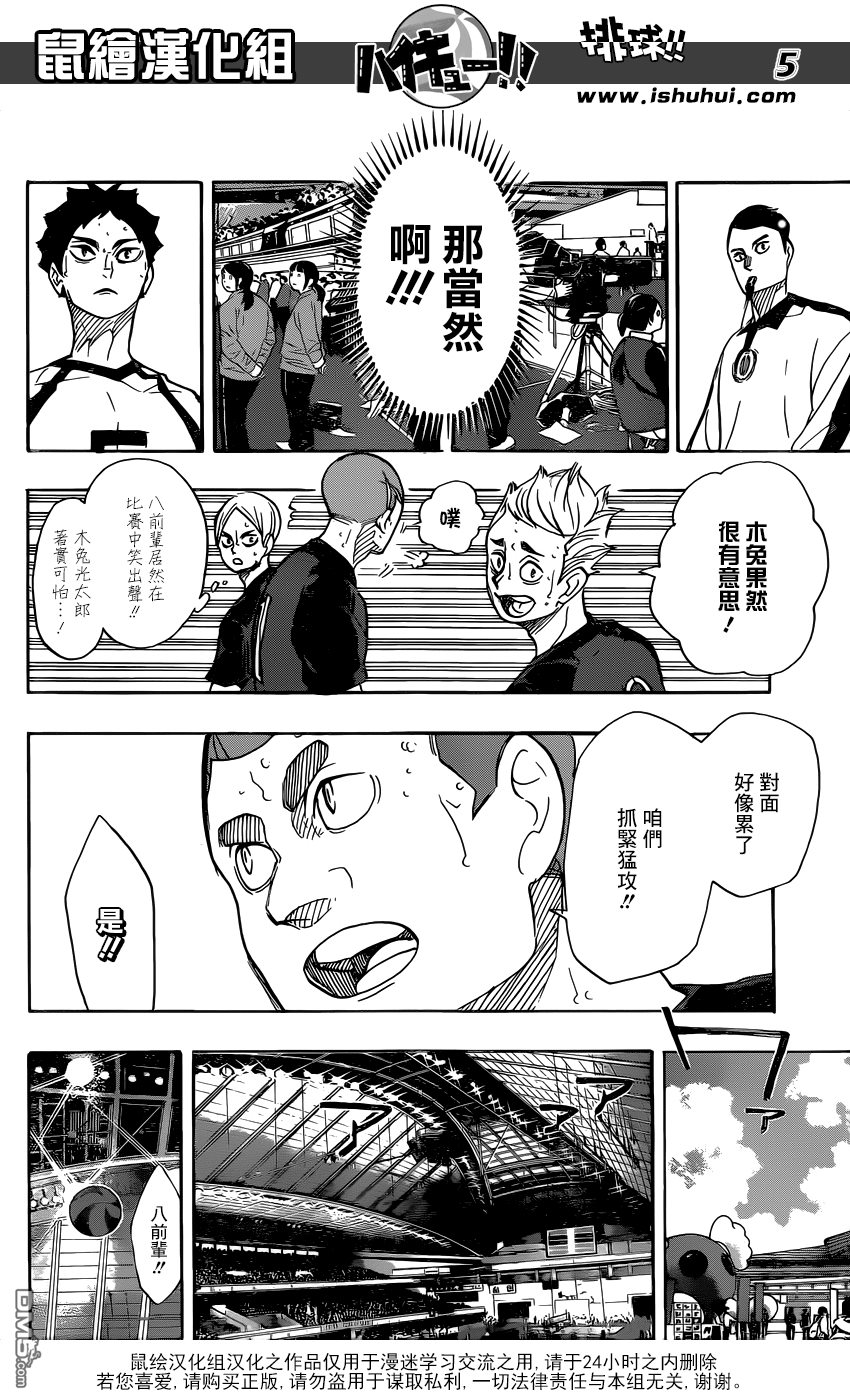 鼠繪漢化組
ハイキュー!!
排球!!
5
www.ishuhui.com
那當然
啊!!!
木兔果然
很有意思!
噗
八前輩居然在
比賽中笑出聲!!
木兔光太郎
著實可怕…!
對面
好像累了
咱們
抓緊猛攻!!
是!!
ワ
ア
ア
ア
八前輩!!
DM5
鼠绘汉化组汉化之作品仅用于漫迷学习交流之用,请于24小时之内删除
若您喜爱,请购买正版,请勿盗用于谋取私利,一切法律责任与本组无关,谢谢。